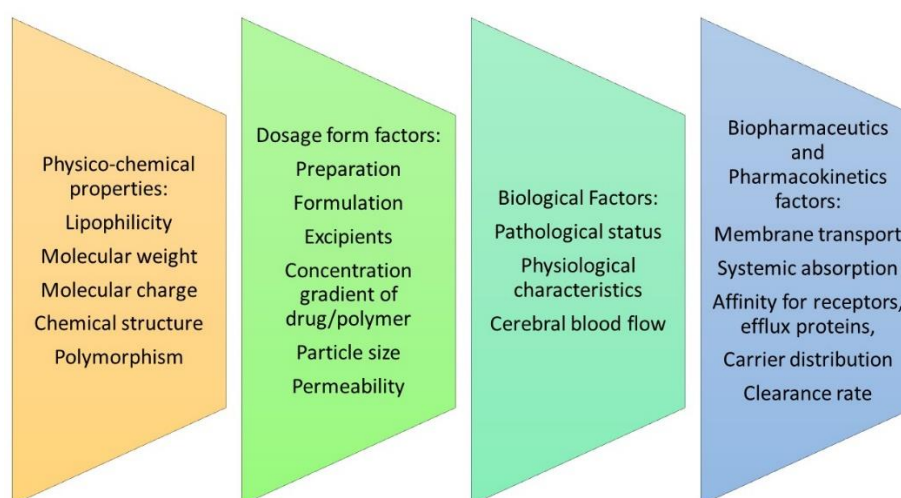 Physico-chemical
properties:
Lipophilicity
Molecular weight
Molecular charge
Chemical structure
Polymorphism
Dosage form factors:
Preparation
Formulation
Excipients
Concentration
gradient of
drug/polymer
Particle size
Permeability
Biological Factors:
Pathological status
Physiological
characteristics
Cerebral blood flow
Biopharmaceutics
and
Pharmacokinetics
factors:
Membrane transport
Systemic absorption
Affinity for receptors,
efflux proteins,
Carrier distribution
Clearance rate